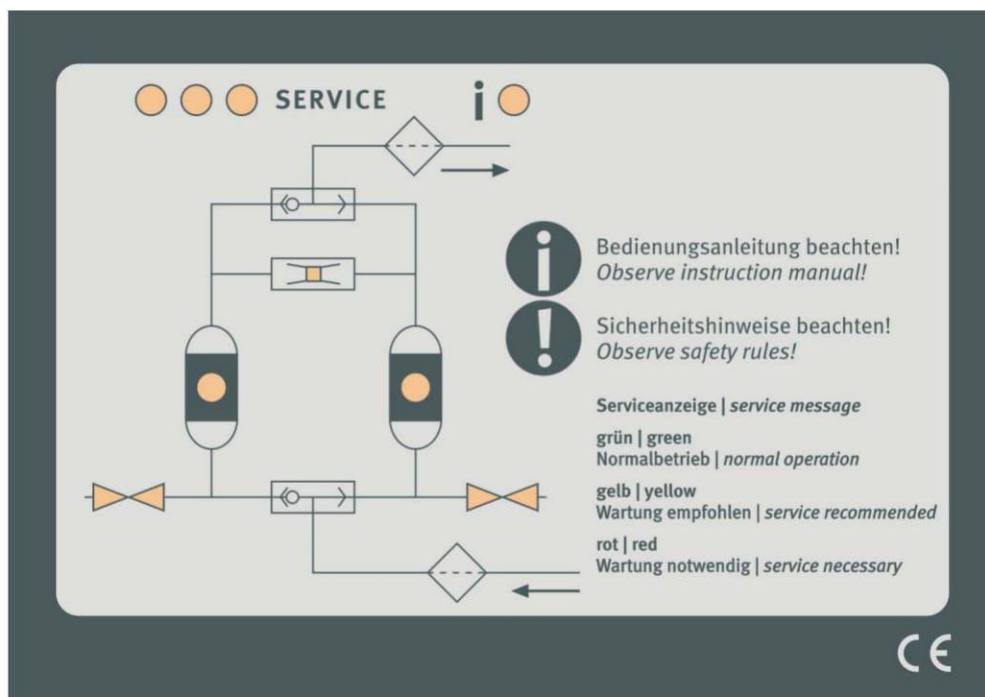 SERVICE
i
i
Bedienungsanleitung beachten!
Observe instruction manual!
!
Sicherheitshinweise beachten!
Observe safety rules!
Serviceanzeige | service message
grün | green
Normalbetrieb | normal operation
gelb | yellow
Wartung empfohlen | service recommended
rot | red
Wartung notwendig | service necessary
CE